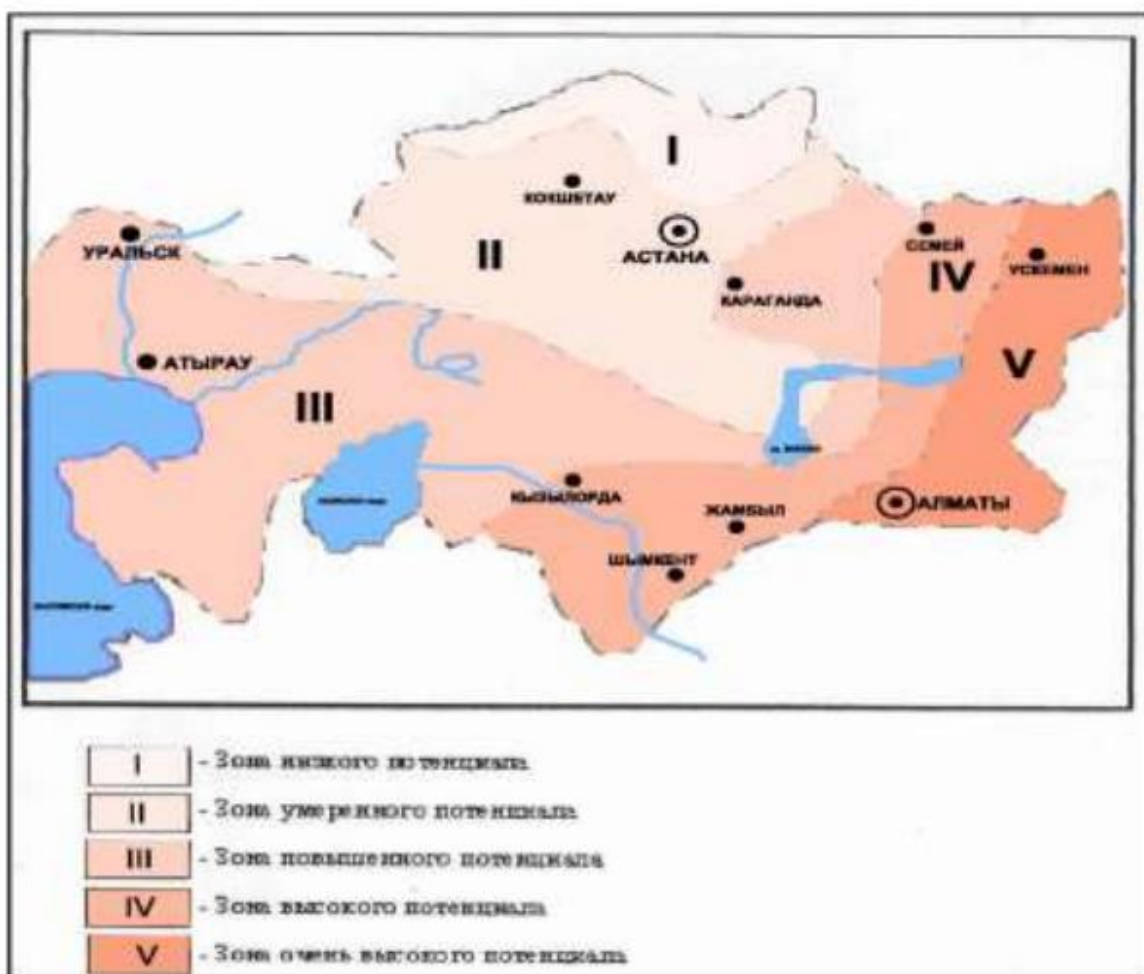 I
КОКШЕТАУ
АСТАНА
II
УРАЛЬСК
СЕМЕЙ
IV
УСКЕМЕН
КАРАГАНДА
АТЫРАУ
V
III
КЫЗЫЛОРДА
ЖАМБЫЛ
АЛМАТЫ
ШЫМКЕНТ
I - Зона низкого потенциала
II - Зона умеренного потенциала
III - Зона повышенного потенциала
IV - Зона высокого потенциала
V - Зона очень высокого потенциала